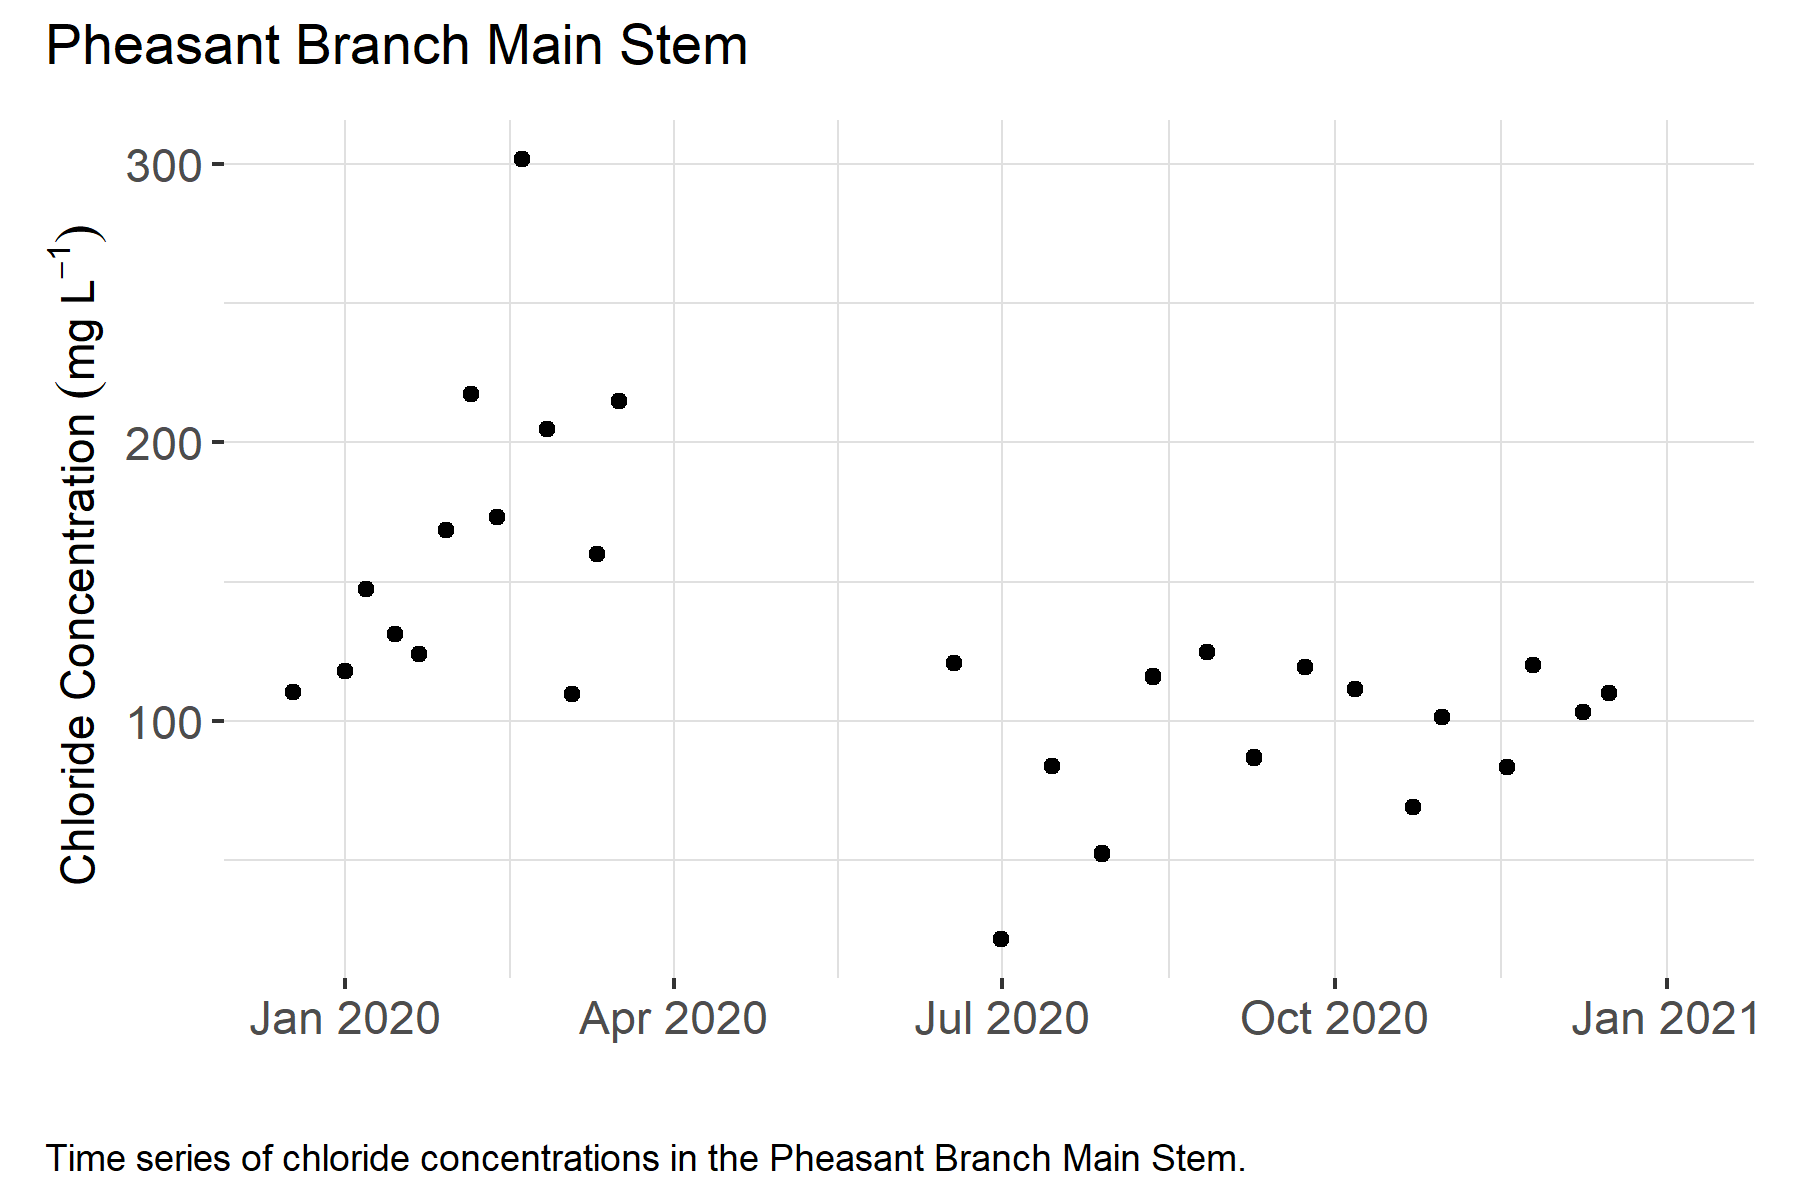 Pheasant Branch Main Stem
Chloride Concentration (mg L⁻¹)
300
200
100
Jan 2020 Apr 2020 Jul 2020 Oct 2020 Jan 2021
Time series of chloride concentrations in the Pheasant Branch Main Stem.